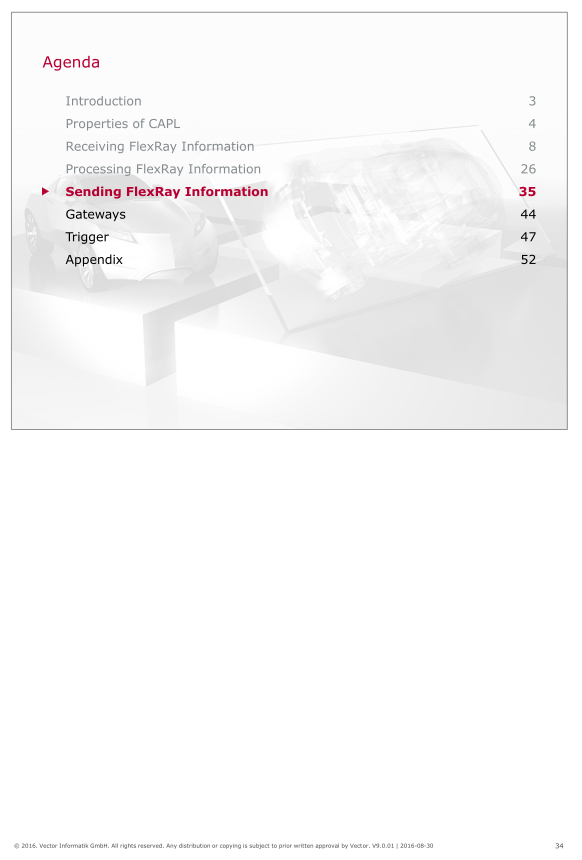 Agenda
Introduction 3
Properties of CAPL 4
Receiving FlexRay Information 8
Processing FlexRay Information 26
Sending FlexRay Information 35
Gateways 44
Trigger 47
Appendix 52
© 2016. Vector Informatik GmbH. All rights reserved. Any distribution or copying is subject to prior written approval by Vector. V9.0.01 | 2016-08-30 34